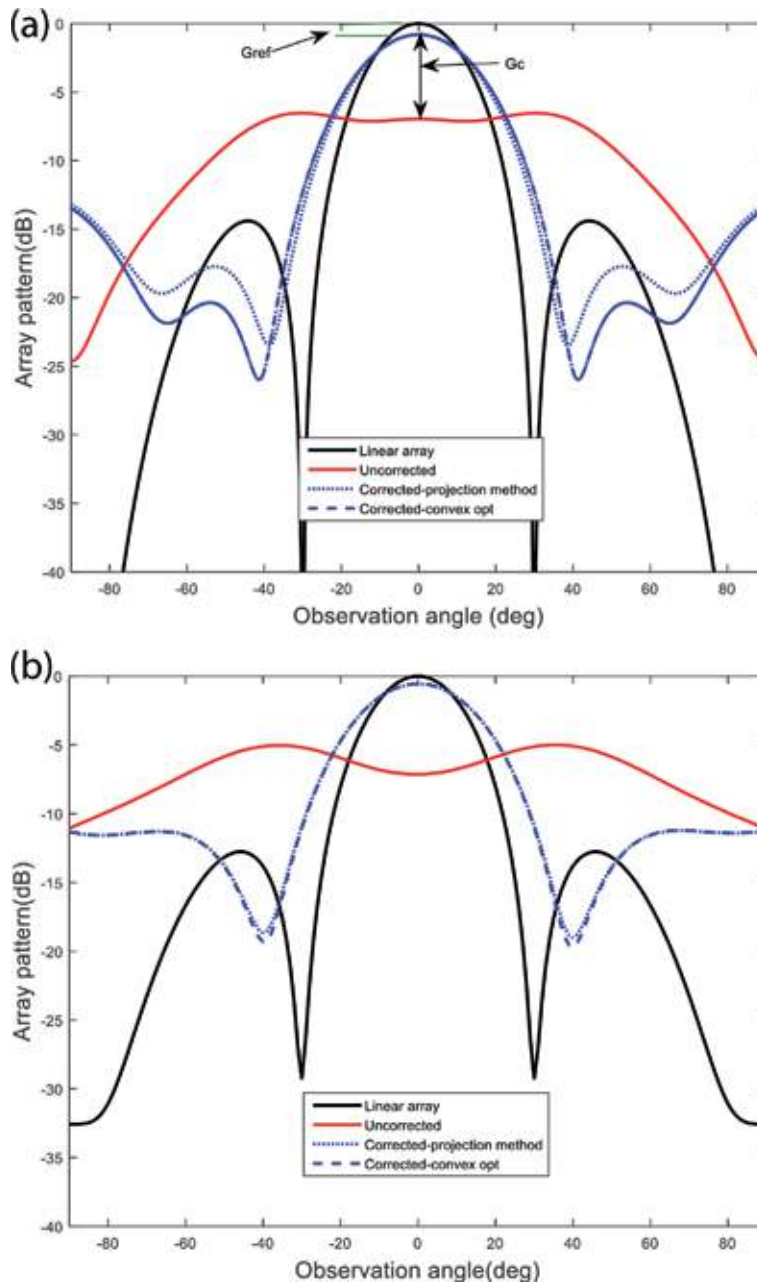 (a)
Gref
Gc
0
-5
-10
-15
-20
-25
-30
-35
-40
Array pattern(dB)
Linear array
Uncorrected
Corrected-projection method
Corrected-convex opt
-80 -60 -40 -20 0 20 40 60 80
Observation angle (deg)
(b)
0
-5
-10
-15
-20
-25
-30
-35
-40
Array pattern(dB)
Linear array
Uncorrected
Corrected-projection method
Corrected-convex opt
-80 -60 -40 -20 0 20 40 60 80
Observation angle(deg)